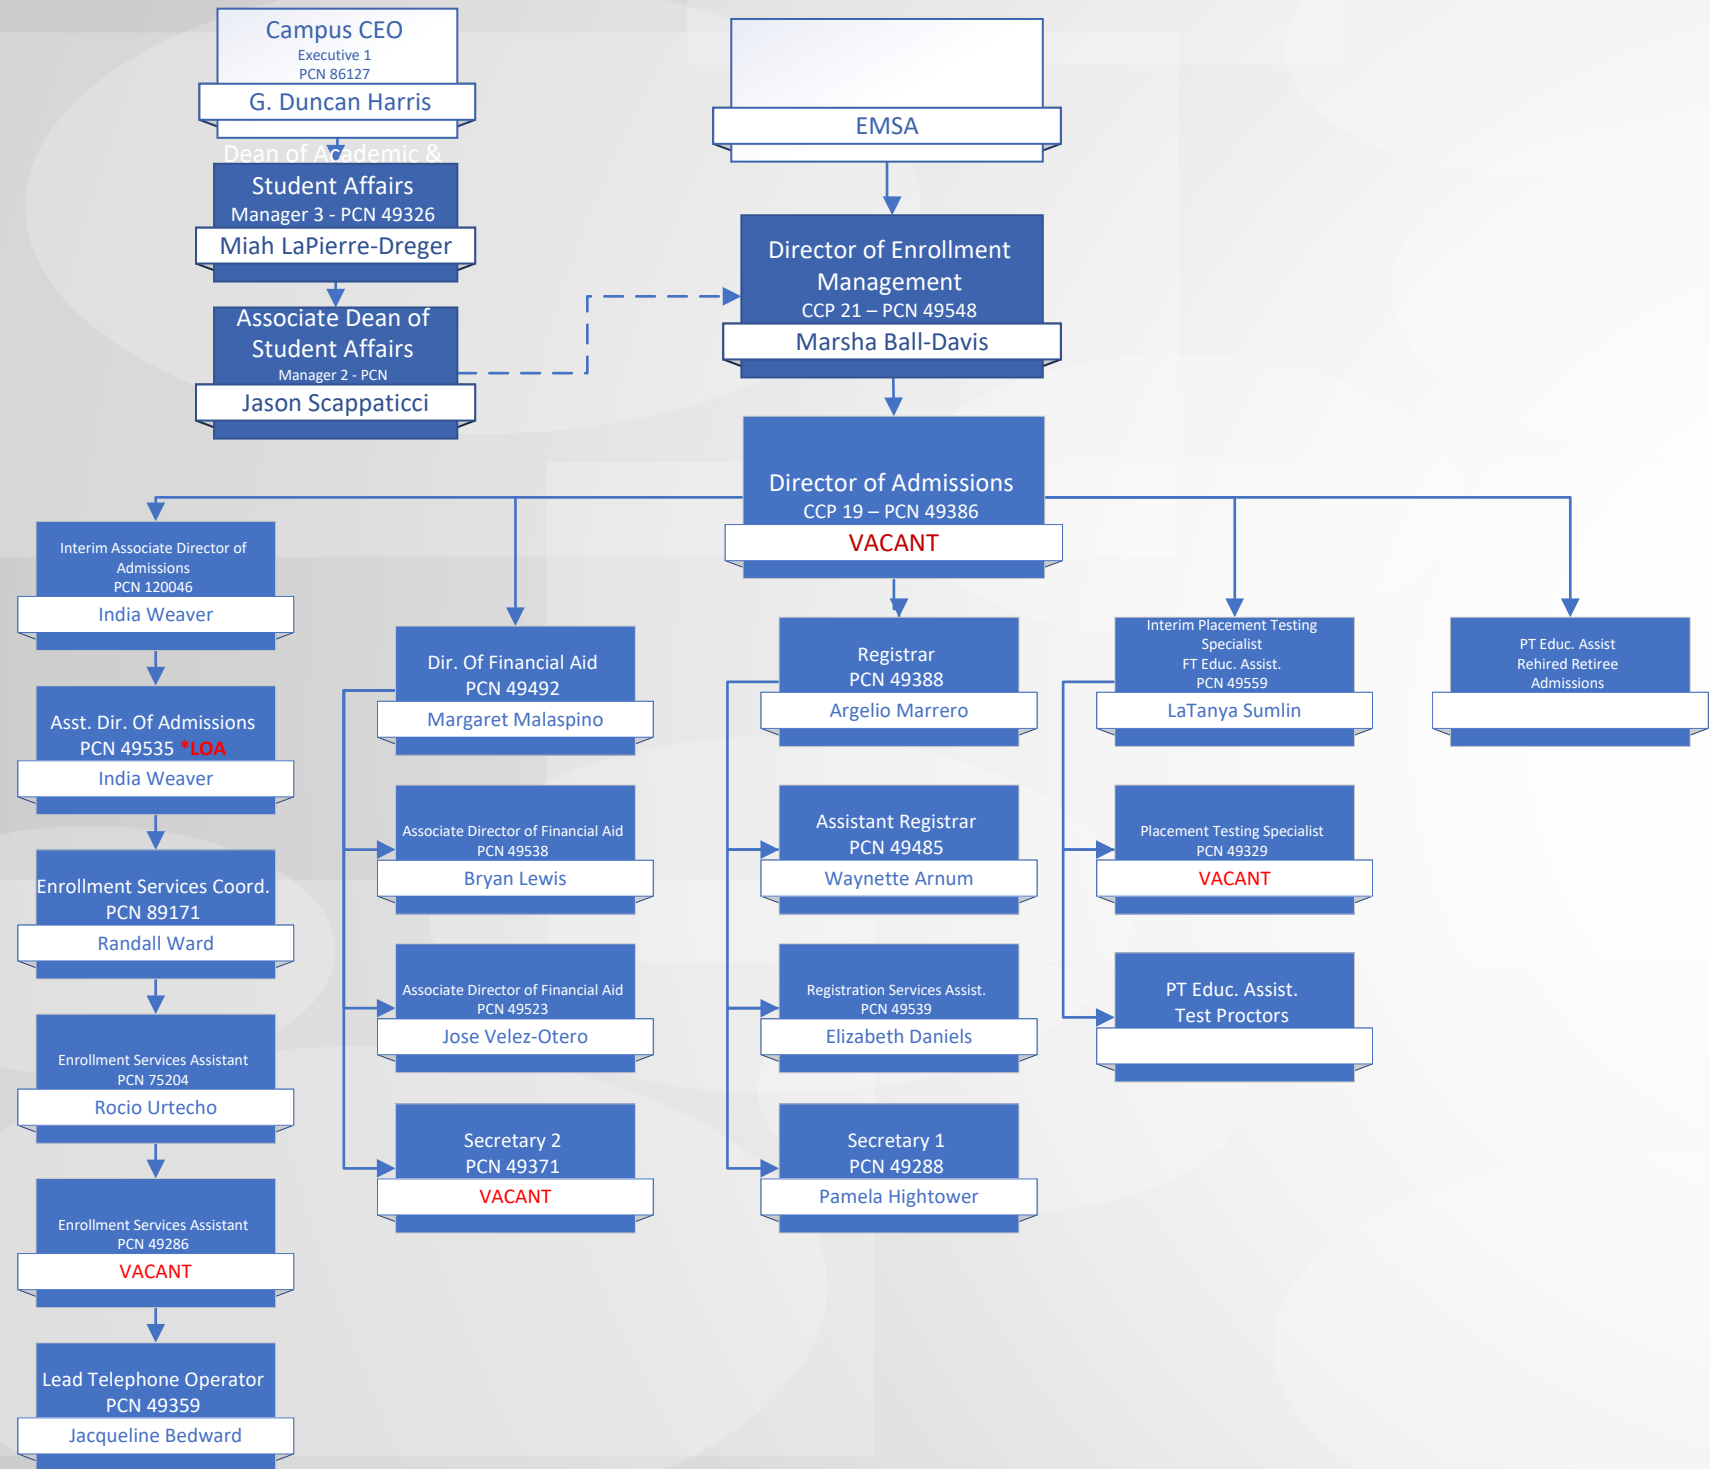 Campus CEO
Executive 1
PCN 86127
G. Duncan Harris
Dean of Academic &
Student Affairs
Manager 3 - PCN 49326
Miah LaPierre-Dreger
Associate Dean of
Student Affairs
Manager 2 - PCN
Jason Scappaticci
EMSA
Director of Enrollment
Management
CCP 21 – PCN 49548
Marsha Ball-Davis
Director of Admissions
CCP 19 – PCN 49386
VACANT
Interim Associate Director of
Admissions
PCN 120046
India Weaver
Asst. Dir. Of Admissions
PCN 49535 *LOA
India Weaver
Enrollment Services Coord.
PCN 89171
Randall Ward
Enrollment Services Assistant
PCN 75204
Rocio Urtecho
Enrollment Services Assistant
PCN 49286
VACANT
Lead Telephone Operator
PCN 49359
Jacqueline Bedward
Dir. Of Financial Aid
PCN 49492
Margaret Malaspino
Associate Director of Financial Aid
PCN 49538
Bryan Lewis
Associate Director of Financial Aid
PCN 49523
Jose Velez-Otero
Secretary 2
PCN 49371
VACANT
Registrar
PCN 49388
Argelio Marrero
Assistant Registrar
PCN 49485
Waynette Arnum
Registration Services Assist.
PCN 49539
Elizabeth Daniels
Secretary 1
PCN 49288
Pamela Hightower
Interim Placement Testing
Specialist
FT Educ. Assist.
PCN 49559
LaTanya Sumlin
Placement Testing Specialist
PCN 49329
VACANT
PT Educ. Assist.
Test Proctors
PT Educ. Assist
Rehired Retiree
Admissions